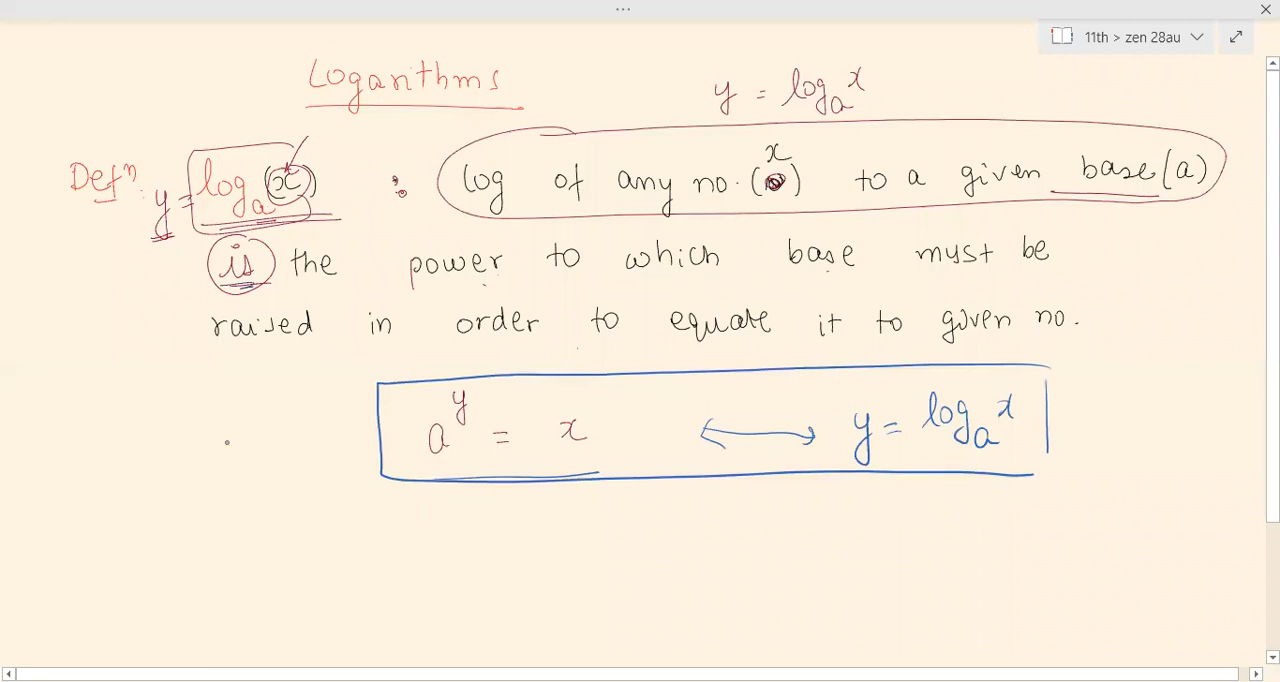 ...
11th > zen 28au
Logarithms
y = logₐx
Defⁿ. y = logₐ(x) : log of any no. (x) to a given base(a)
is the power to which base must be
raised in order to equate it to given no.
aʸ = x ⟷ y = logₐx